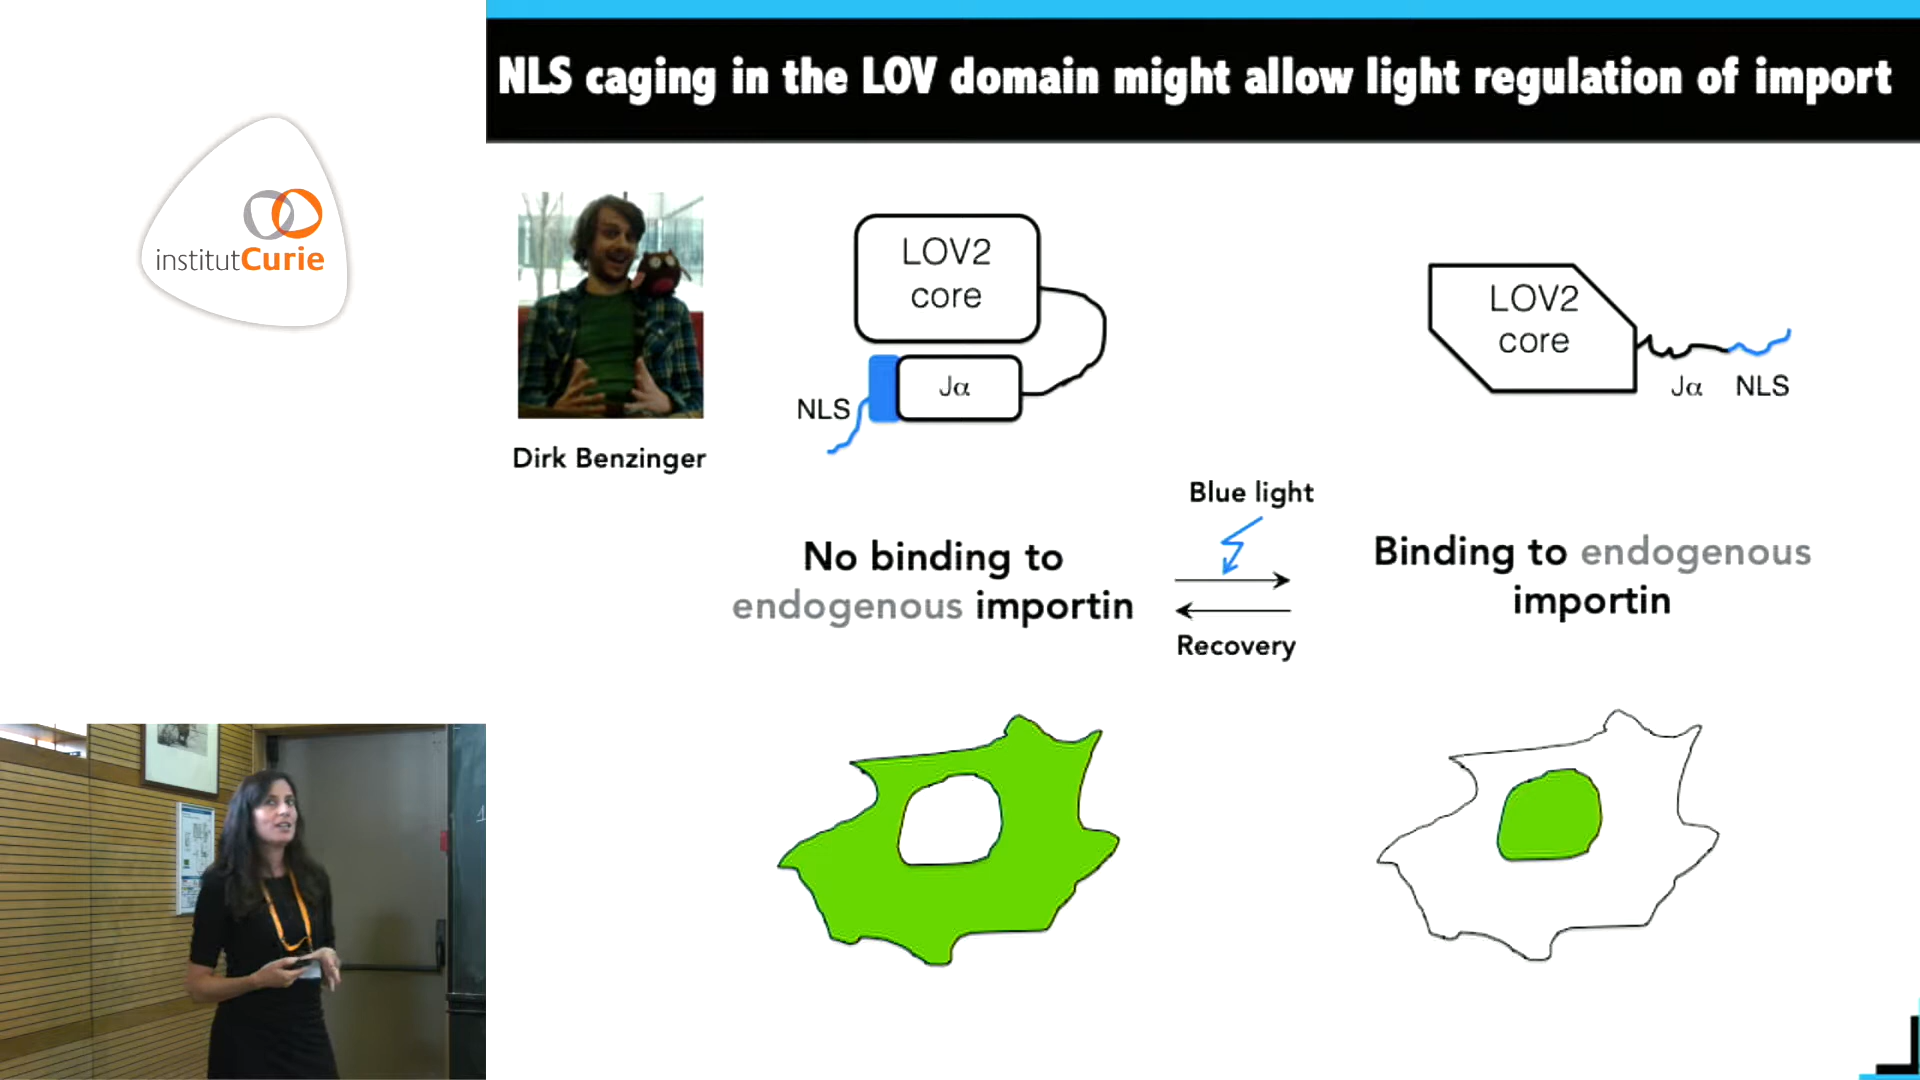 NLS caging in the LOV domain might allow light regulation of import
institutCurie
LOV2
core
Jα
NLS
Dirk Benzinger
LOV2
core
Jα NLS
Blue light
No binding to
endogenous importin
Recovery
Binding to endogenous
importin